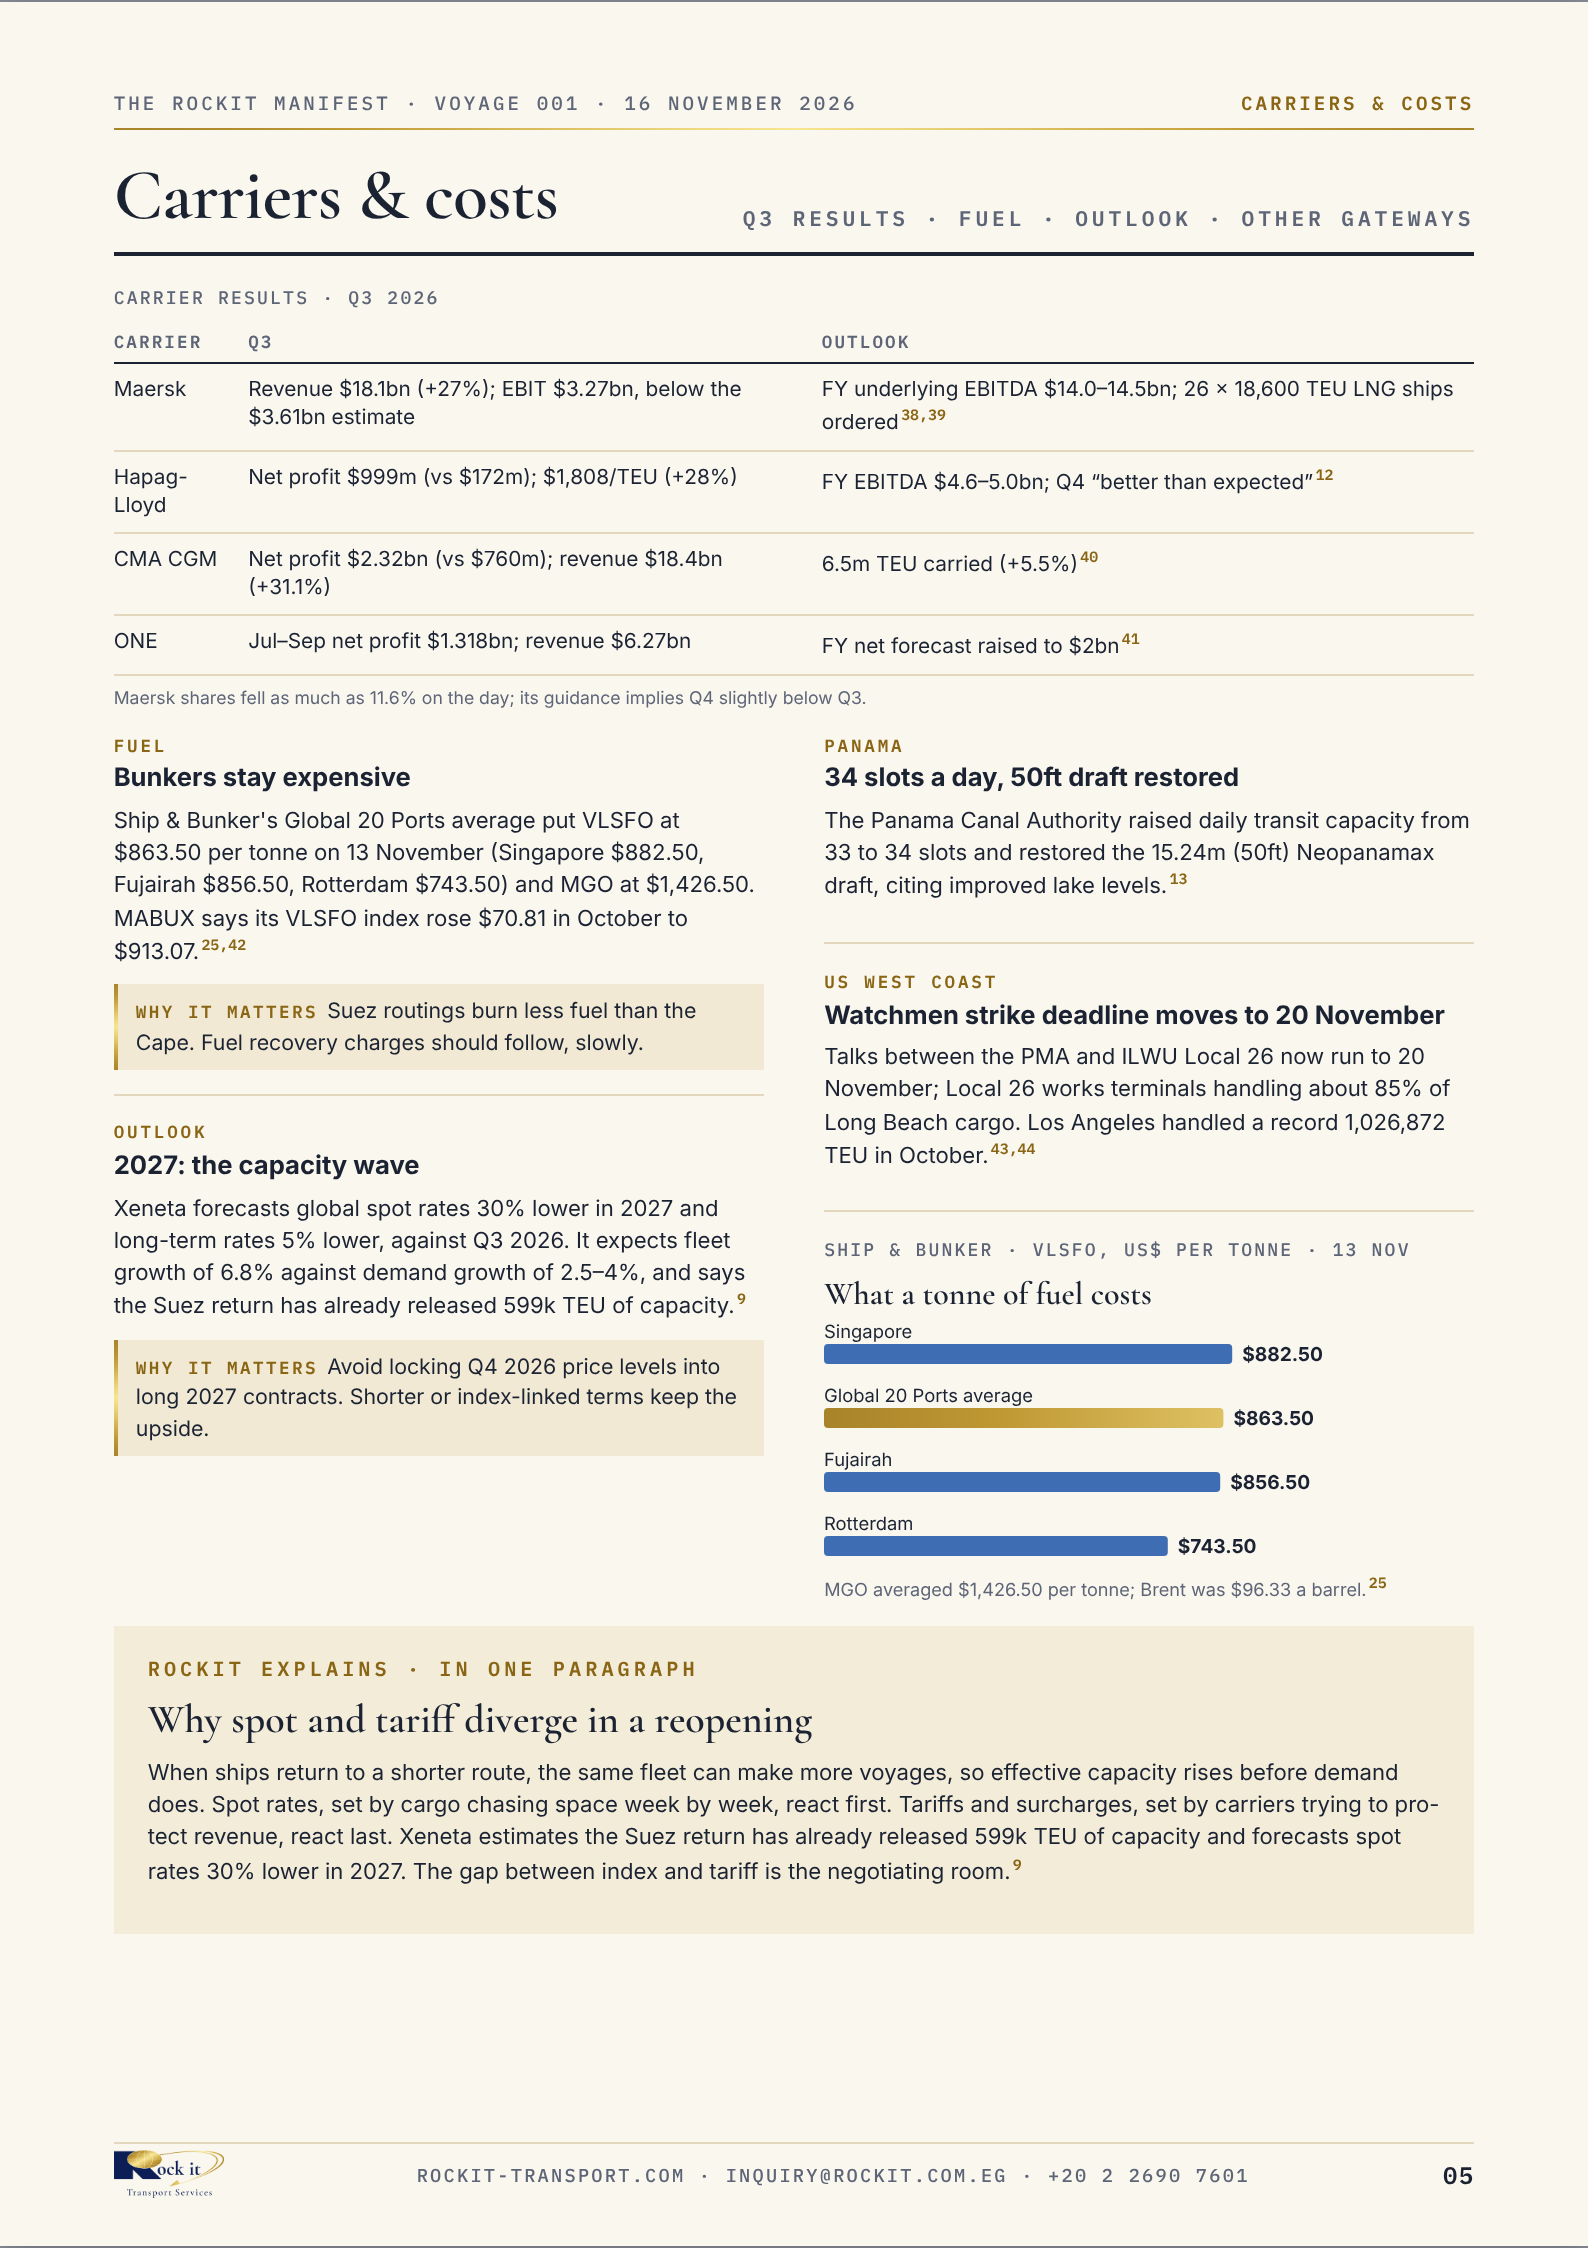 THE ROCKIT MANIFEST · VOYAGE 001 · 16 NOVEMBER 2026
CARRIERS & COSTS
Carriers & costs
Q3 RESULTS · FUEL · OUTLOOK · OTHER GATEWAYS
CARRIER RESULTS · Q3 2026
CARRIER Q3 OUTLOOK
Maersk
Revenue $18.1bn (+27%); EBIT $3.27bn, below the
$3.61bn estimate
FY underlying EBITDA $14.0–14.5bn; 26 × 18,600 TEU LNG ships
ordered 38,39
Hapag-
Lloyd
Net profit $999m (vs $172m); $1,808/TEU (+28%)
FY EBITDA $4.6–5.0bn; Q4 “better than expected” 12
CMA CGM
Net profit $2.32bn (vs $760m); revenue $18.4bn
(+31.1%)
6.5m TEU carried (+5.5%) 40
ONE
Jul–Sep net profit $1.318bn; revenue $6.27bn
FY net forecast raised to $2bn 41
Maersk shares fell as much as 11.6% on the day; its guidance implies Q4 slightly below Q3.
FUEL
Bunkers stay expensive
Ship & Bunker's Global 20 Ports average put VLSFO at
$863.50 per tonne on 13 November (Singapore $882.50,
Fujairah $856.50, Rotterdam $743.50) and MGO at $1,426.50.
MABUX says its VLSFO index rose $70.81 in October to
$913.07. 25,42
WHY IT MATTERS Suez routings burn less fuel than the
Cape. Fuel recovery charges should follow, slowly.
OUTLOOK
2027: the capacity wave
Xeneta forecasts global spot rates 30% lower in 2027 and
long-term rates 5% lower, against Q3 2026. It expects fleet
growth of 6.8% against demand growth of 2.5–4%, and says
the Suez return has already released 599k TEU of capacity. 9
WHY IT MATTERS Avoid locking Q4 2026 price levels into
long 2027 contracts. Shorter or index-linked terms keep the
upside.
PANAMA
34 slots a day, 50ft draft restored
The Panama Canal Authority raised daily transit capacity from
33 to 34 slots and restored the 15.24m (50ft) Neopanamax
draft, citing improved lake levels. 13
US WEST COAST
Watchmen strike deadline moves to 20 November
Talks between the PMA and ILWU Local 26 now run to 20
November; Local 26 works terminals handling about 85% of
Long Beach cargo. Los Angeles handled a record 1,026,872
TEU in October. 43,44
SHIP & BUNKER · VLSFO, US$ PER TONNE · 13 NOV
What a tonne of fuel costs
Singapore
$882.50
Global 20 Ports average
$863.50
Fujairah
$856.50
Rotterdam
$743.50
MGO averaged $1,426.50 per tonne; Brent was $96.33 a barrel. 25
ROCKIT EXPLAINS · IN ONE PARAGRAPH
Why spot and tariff diverge in a reopening
When ships return to a shorter route, the same fleet can make more voyages, so effective capacity rises before demand
does. Spot rates, set by cargo chasing space week by week, react first. Tariffs and surcharges, set by carriers trying to pro-
tect revenue, react last. Xeneta estimates the Suez return has already released 599k TEU of capacity and forecasts spot
rates 30% lower in 2027. The gap between index and tariff is the negotiating room. 9
Rock it
Transport Services
ROCKIT-TRANSPORT.COM · INQUIRY@ROCKIT.COM.EG · +20 2 2690 7601
05